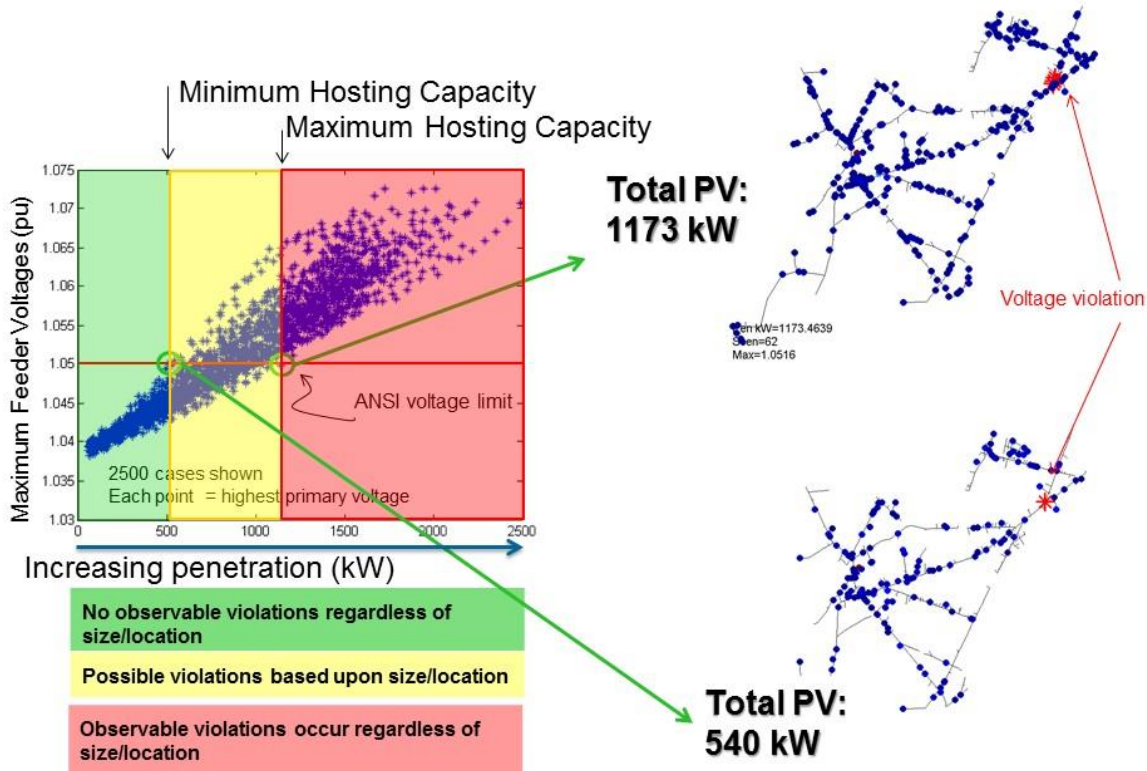 Minimum Hosting Capacity
Maximum Hosting Capacity
Maximum Feeder Voltages (pu)
1.075
1.07
1.065
1.06
1.055
1.05
1.045
1.04
1.035
1.03
ANSI voltage limit
2500 cases shown
Each point = highest primary voltage
0
500
1000
1500
2000
2500
Increasing penetration (kW)
No observable violations regardless of
size/location
Possible violations based upon size/location
Observable violations occur regardless of
size/location
Total PV:
1173 kW
kW=1173.4639
Max=1.0516
Voltage violation
Total PV:
540 kW